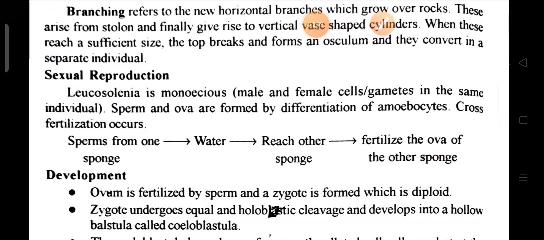 Branching refers to the new horizontal branches which grow over rocks. These
arise from stolon and finally give rise to vertical vase shaped cylinders. When these
reach a sufficient size, the top breaks and forms an osculum and they convert in a
separate individual.
Sexual Reproduction
Leucosolenia is monoecious (male and female cells/gametes in the same
individual). Sperm and ova are formed by differentiation of amoebocytes. Cross
fertilization occurs.
Sperms from one → Water → Reach other → fertilize the ova of
sponge sponge the other sponge
Development
• Ovum is fertilized by sperm and a zygote is formed which is diploid.
• Zygote undergoes equal and holoblastic cleavage and develops into a hollow
balstula called coeloblastula.